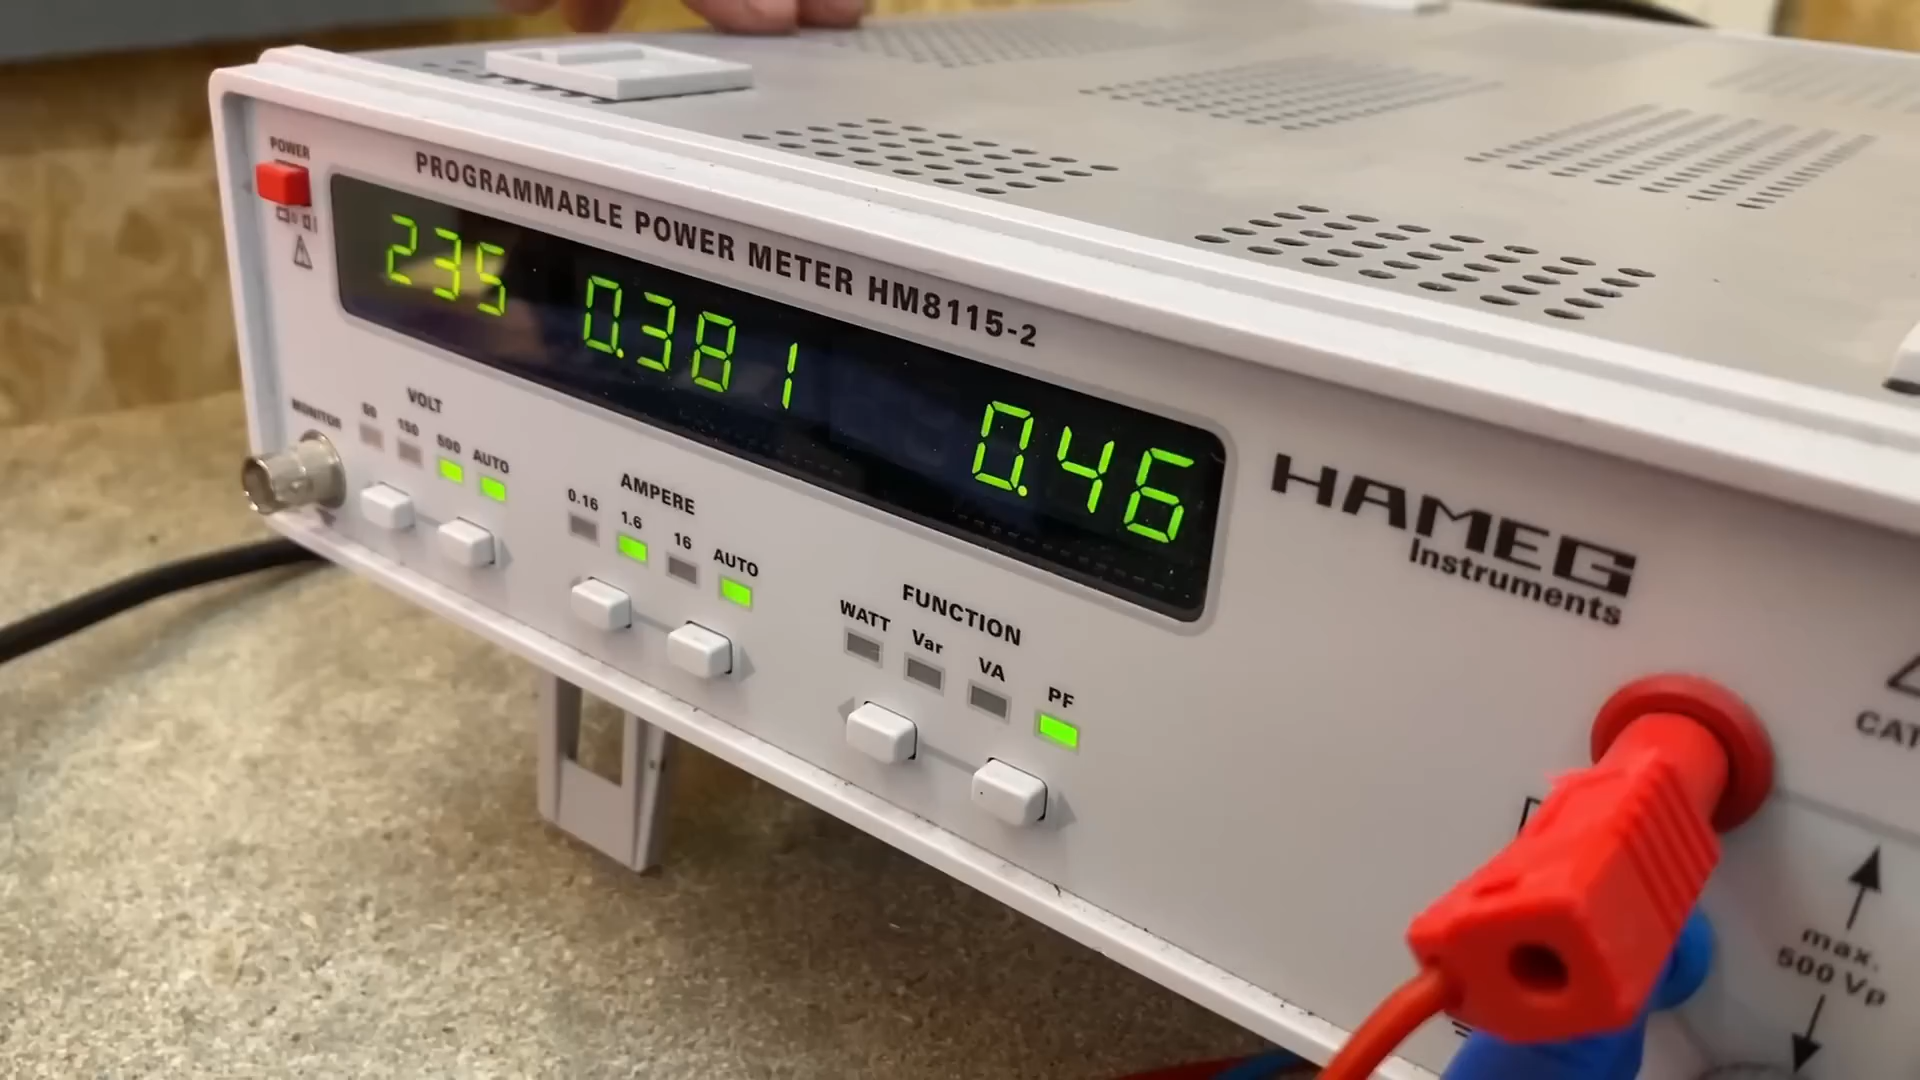 POWER
PROGRAMMABLE POWER METER HM8115-2
235 0.381 0.46
HAMEG
Instruments
MONITOR
VOLT
50 150 500 AUTO
AMPERE
0.16 1.6 16 AUTO
FUNCTION
WATT Var VA PF
CAT
max.
500 Vp